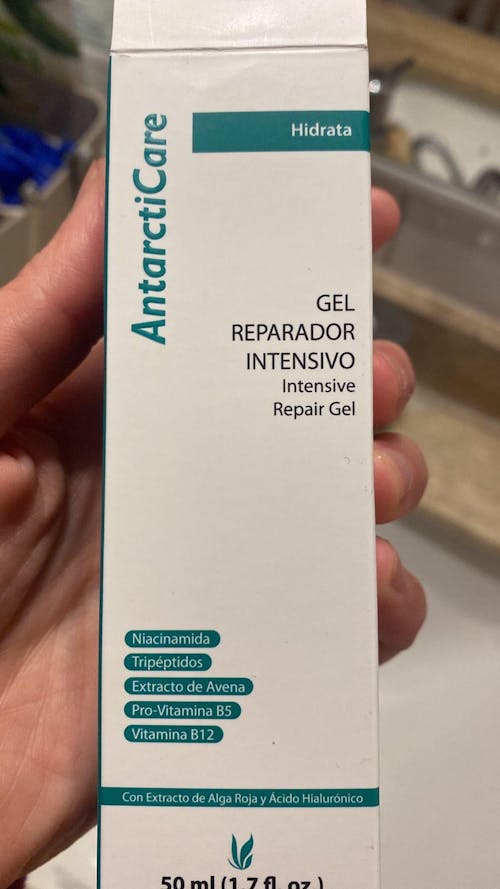 AntarctiCare
Hidrata
GEL
REPARADOR
INTENSIVO
Intensive
Repair Gel
Niacinamida
Tripéptidos
Extracto de Avena
Pro-Vitamina B5
Vitamina B12
Con Extracto de Alga Roja y Ácido Hialurónico
50 ml (1.7 fl. oz.)